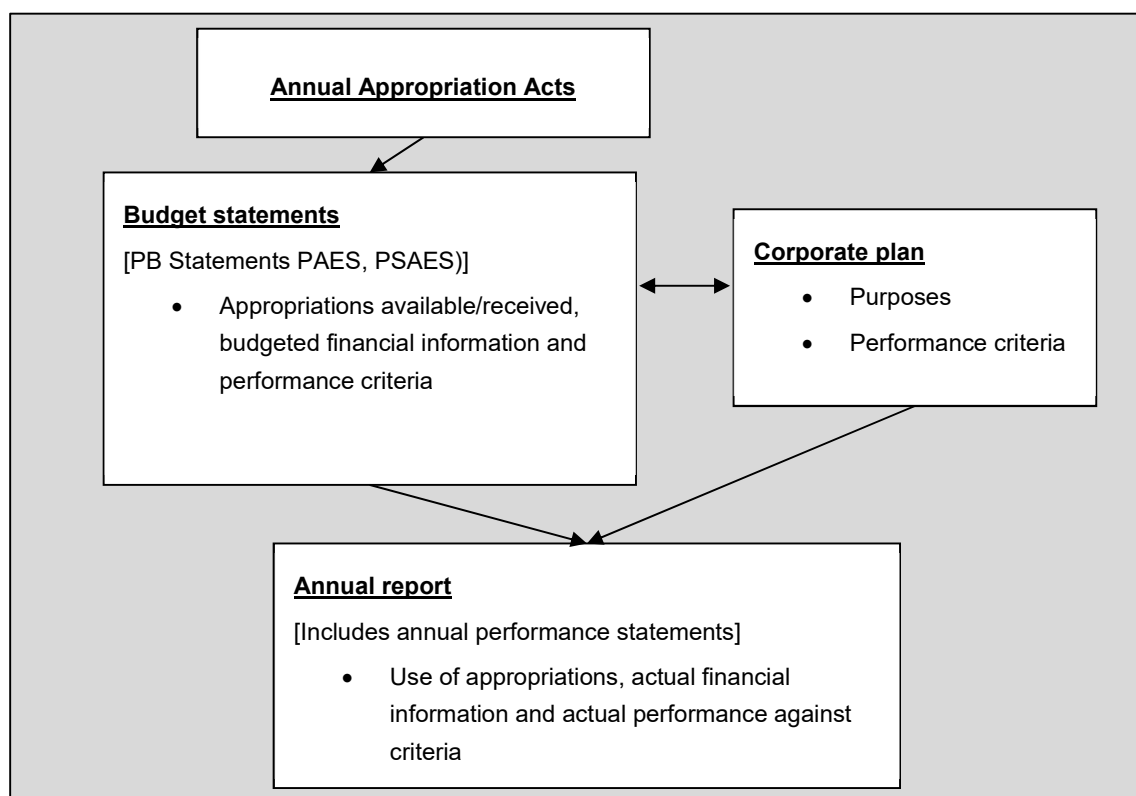 Annual Appropriation Acts
Budget statements
[PB Statements PAES, PSAES)]
• Appropriations available/received,
budgeted financial information and
performance criteria
Corporate plan
• Purposes
• Performance criteria
Annual report
[Includes annual performance statements]
• Use of appropriations, actual financial
information and actual performance against
criteria